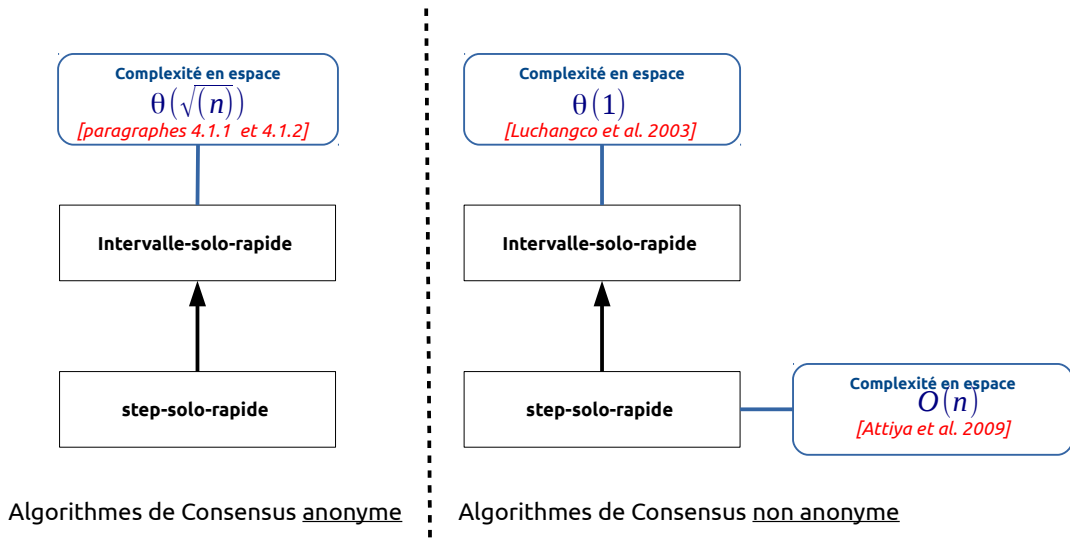 Complexité en espace
θ(√(n))
[paragraphes 4.1.1 et 4.1.2]
Intervalle-solo-rapide
step-solo-rapide
Algorithmes de Consensus anonyme
Complexité en espace
θ(1)
[Luchangco et al. 2003]
Intervalle-solo-rapide
step-solo-rapide
Complexité en espace
O(n)
[Attiya et al. 2009]
Algorithmes de Consensus non anonyme